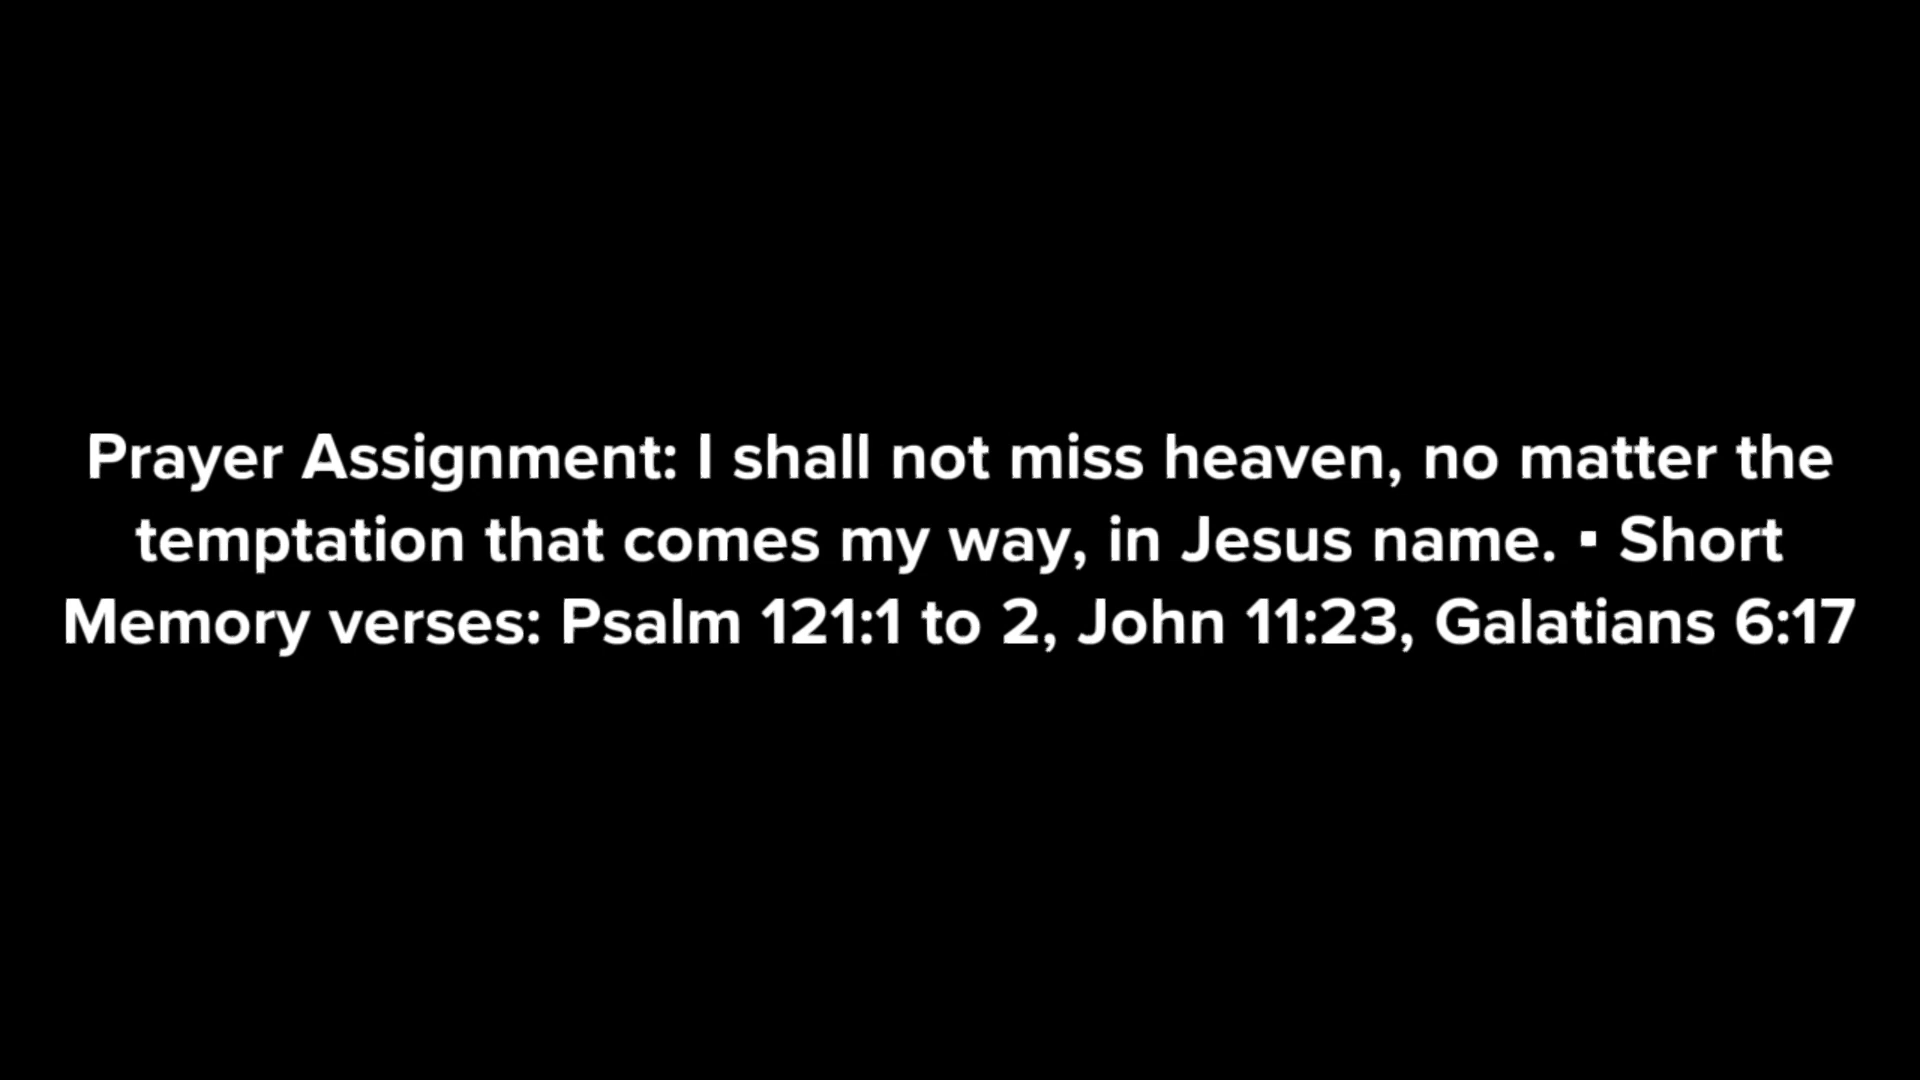 Prayer Assignment: I shall not miss heaven, no matter the
temptation that comes my way, in Jesus name. ▪ Short
Memory verses: Psalm 121:1 to 2, John 11:23, Galatians 6:17